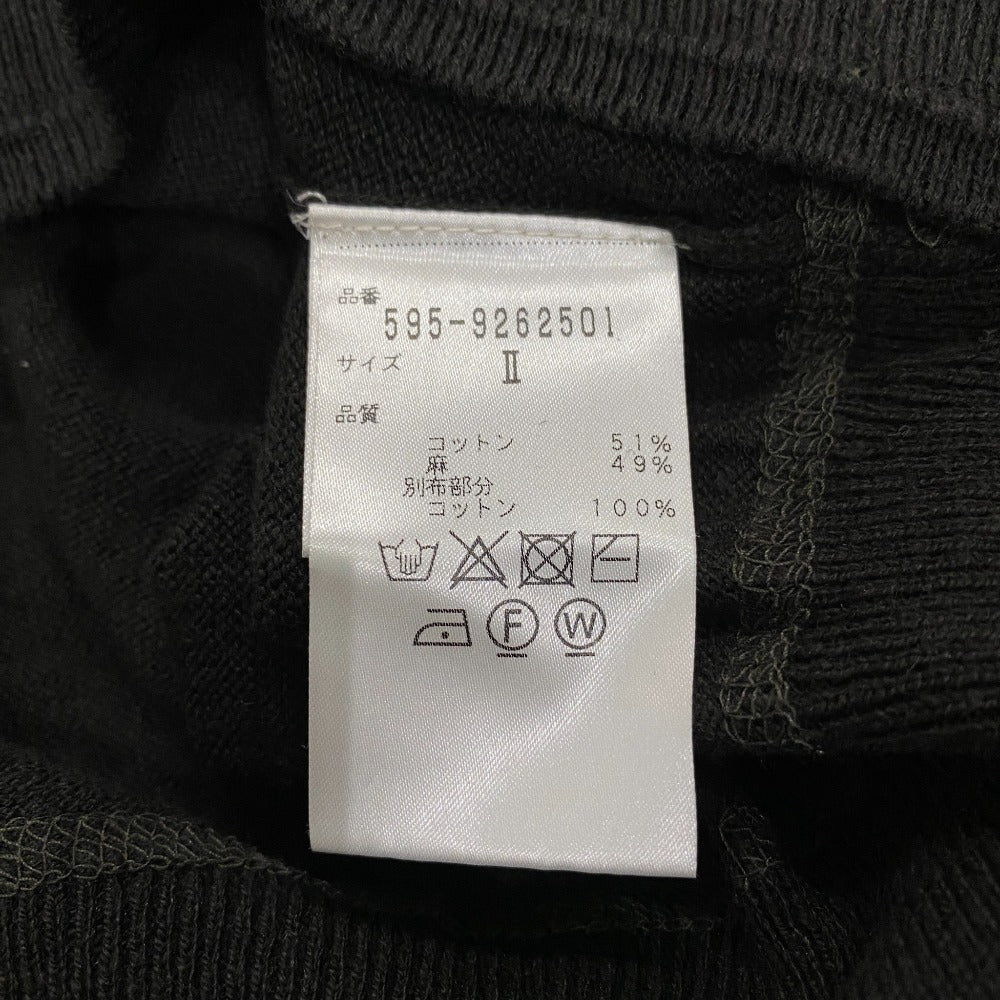 品番
595-9262501
サイズ Ⅱ
品質
コットン 51%
麻 49%
別布部分
コットン 100%
F W